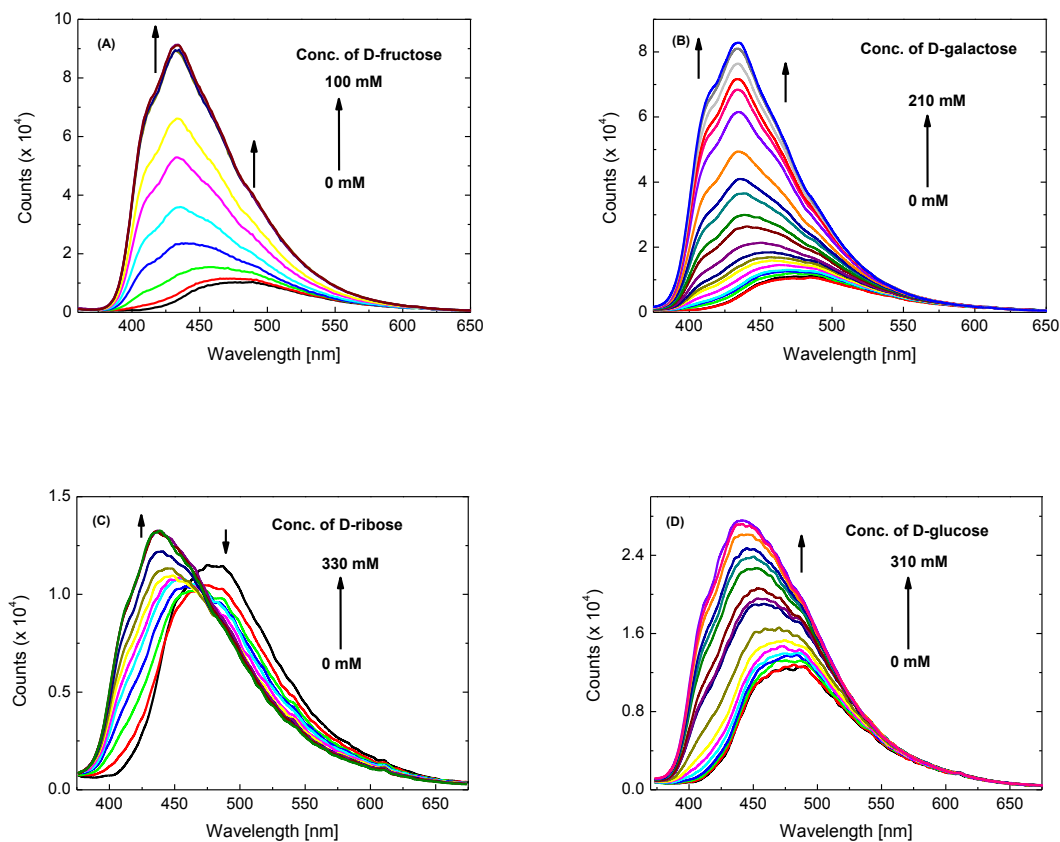 (A)
Conc. of D-fructose
100 mM
0 mM
Counts (x 10⁴)
10
8
6
4
2
0
400 450 500 550 600 650
Wavelength [nm]
(B)
Conc. of D-galactose
210 mM
0 mM
Counts (x 10⁴)
8
6
4
2
0
400 450 500 550 600 650
Wavelength [nm]
(C)
Conc. of D-ribose
330 mM
0 mM
Counts (x 10⁴)
1.5
1.0
0.5
0.0
400 450 500 550 600 650
Wavelength [nm]
(D)
Conc. of D-glucose
310 mM
0 mM
Counts (x 10⁴)
2.4
1.6
0.8
0.0
400 450 500 550 600 650
Wavelength [nm]